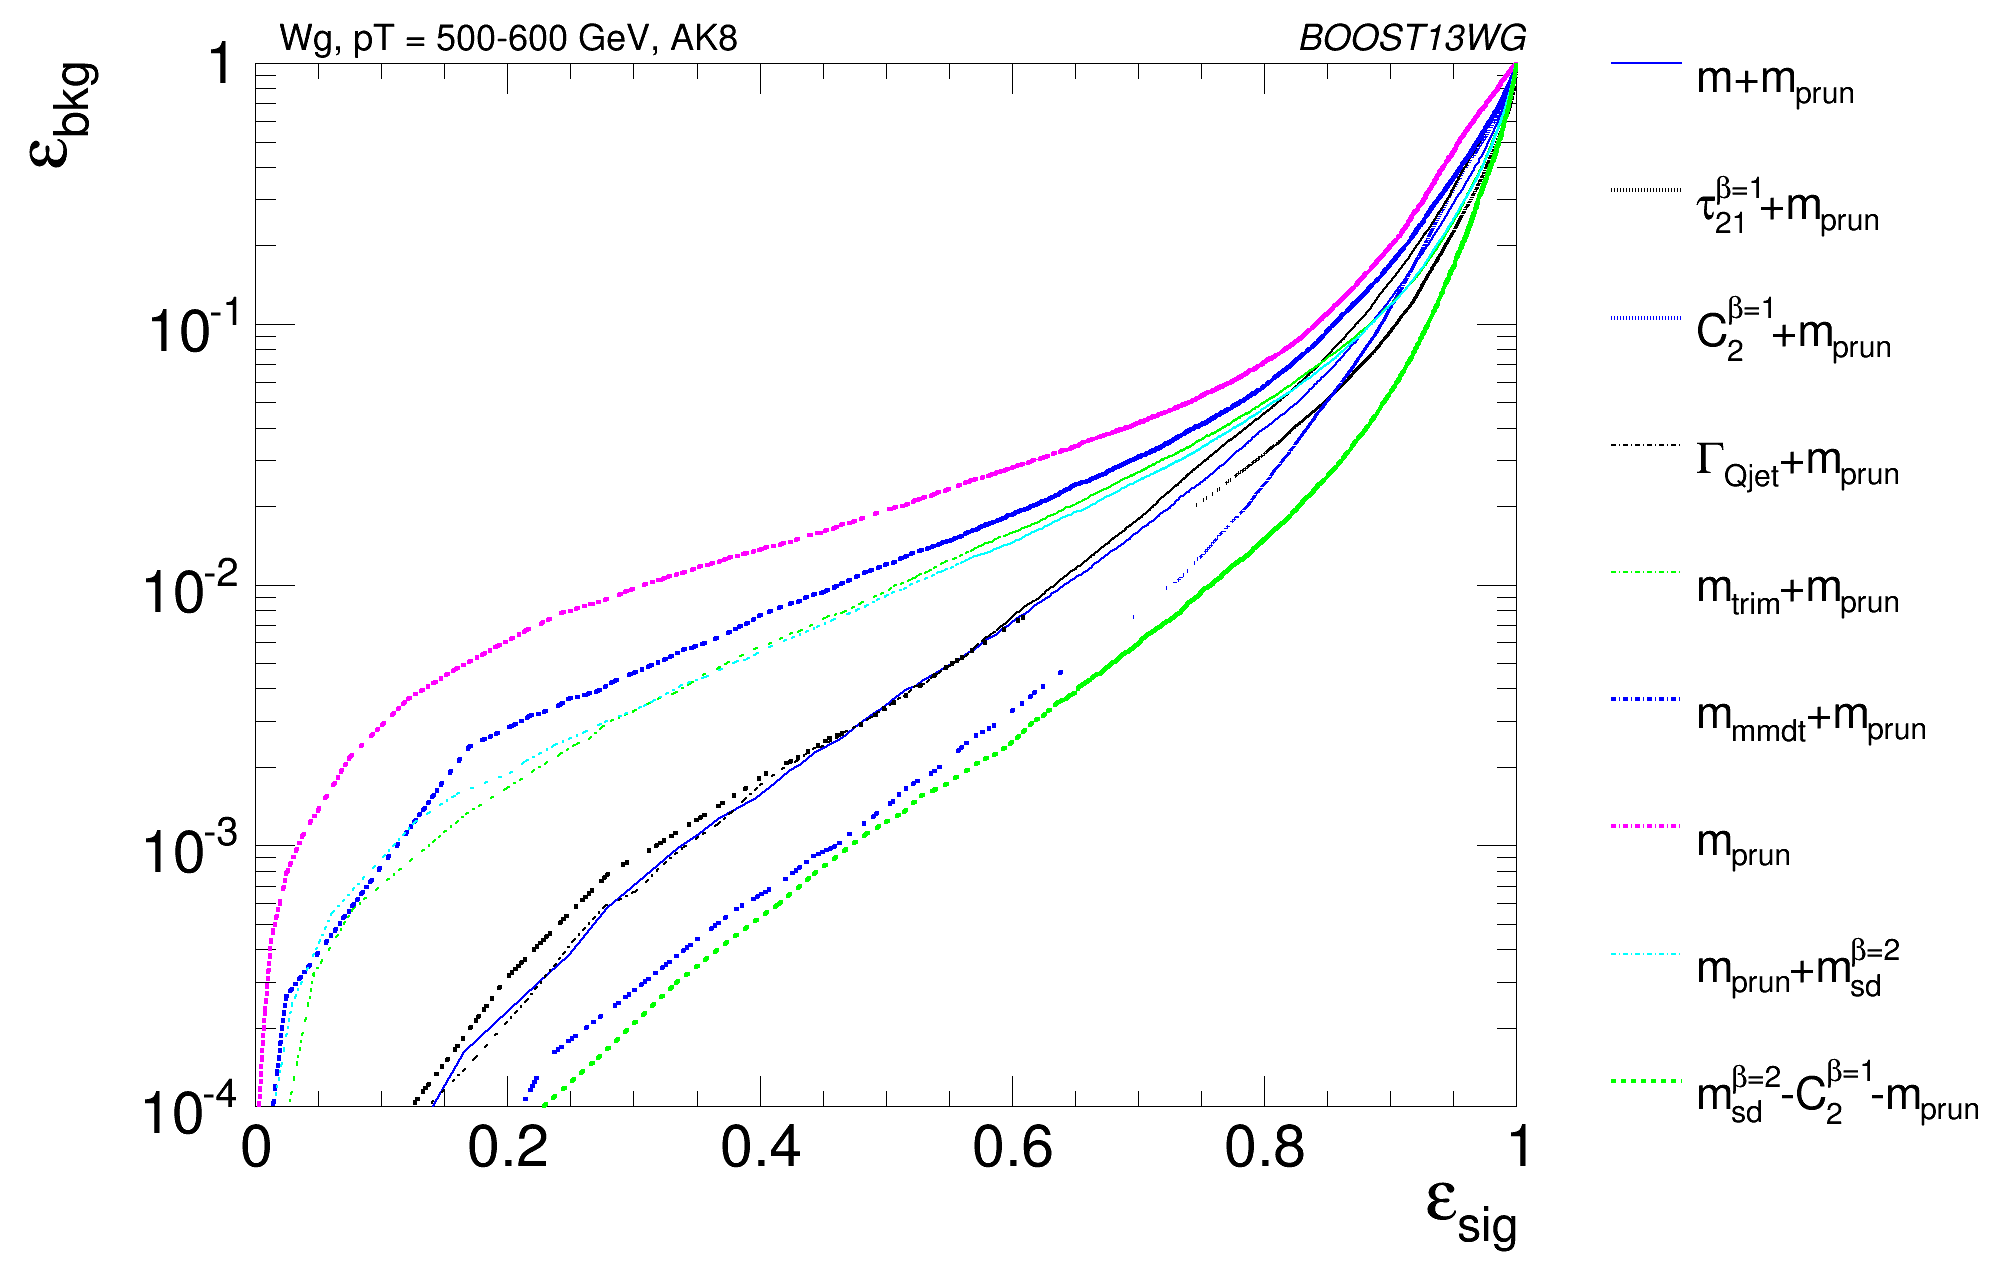 Wg, pT = 500-600 GeV, AK8
BOOST13WG
ε_bkg
1
10^-1
10^-2
10^-3
10^-4
0 0.2 0.4 0.6 0.8 1
ε_sig
m+m_prun
τ_21^β=1+m_prun
C_2^β=1+m_prun
Γ_Qjet+m_prun
m_trim+m_prun
m_mmdt+m_prun
m_prun
m_prun+m_sd^β=2
m_sd^β=2-C_2^β=1-m_prun